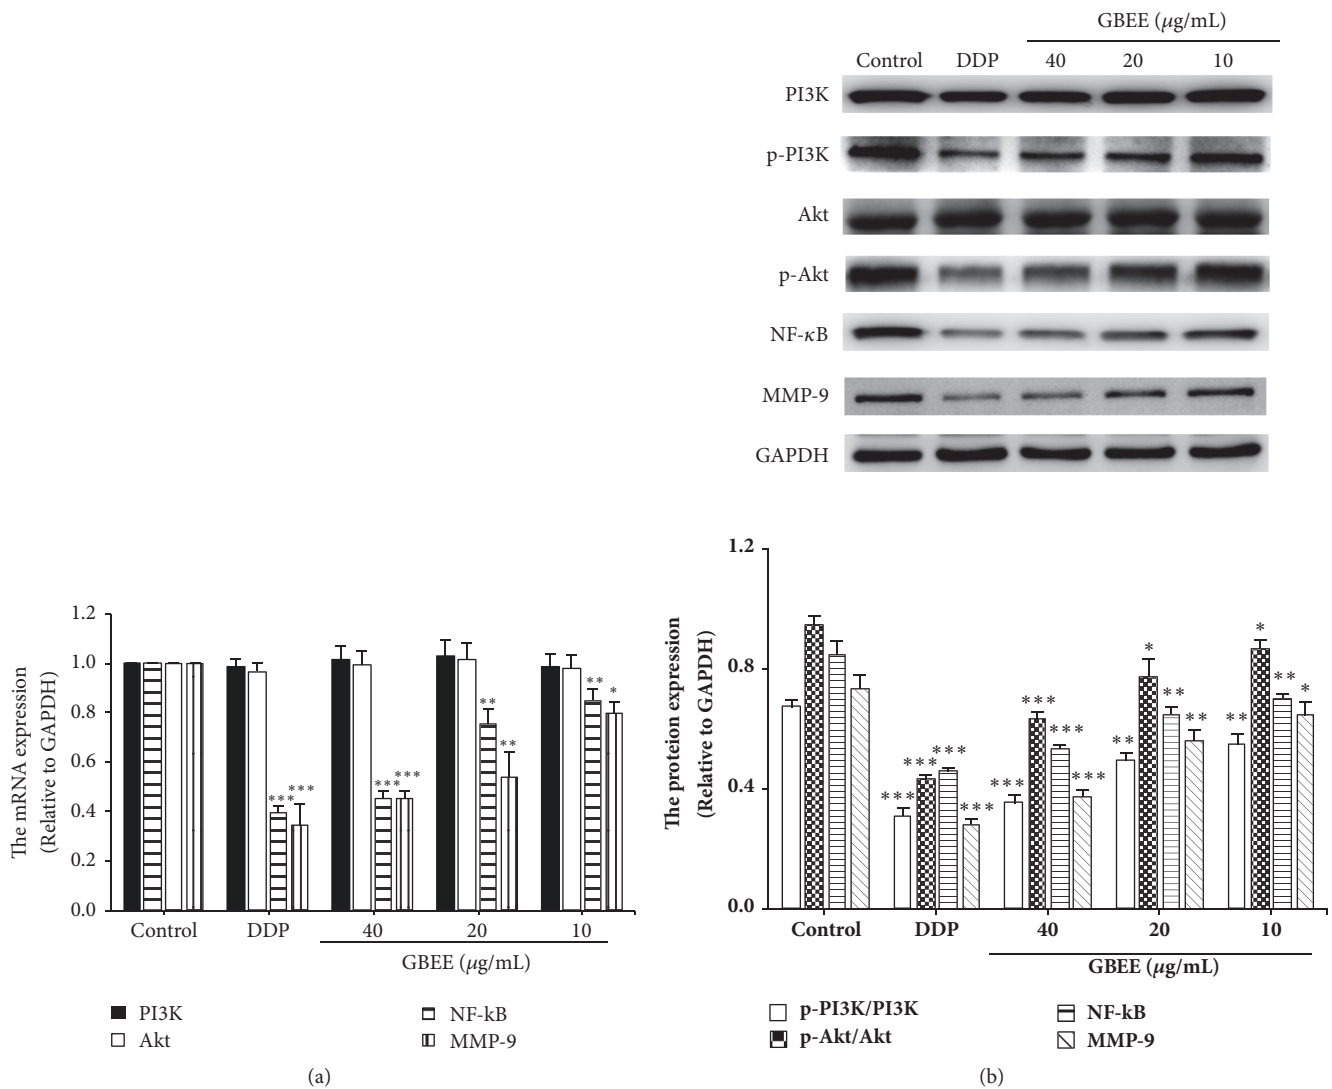 GBEE (μg/mL)
Control DDP 40 20 10
PI3K
p-PI3K
Akt
p-Akt
NF-κB
MMP-9
GAPDH
The mRNA expression
(Relative to GAPDH)
1.2
1.0
0.8
0.6
0.4
0.2
0.0
*** *** *** *** ** ** ** *
Control DDP 40 20 10
GBEE (μg/mL)
PI3K NF-kB
Akt MMP-9
(a)
The proteion expression
(Relative to GAPDH)
1.2
0.8
0.4
0.0
*** *** *** *** *** *** *** *** ** * ** ** ** * ** *
Control DDP 40 20 10
GBEE (μg/mL)
p-PI3K/PI3K NF-kB
p-Akt/Akt MMP-9
(b)